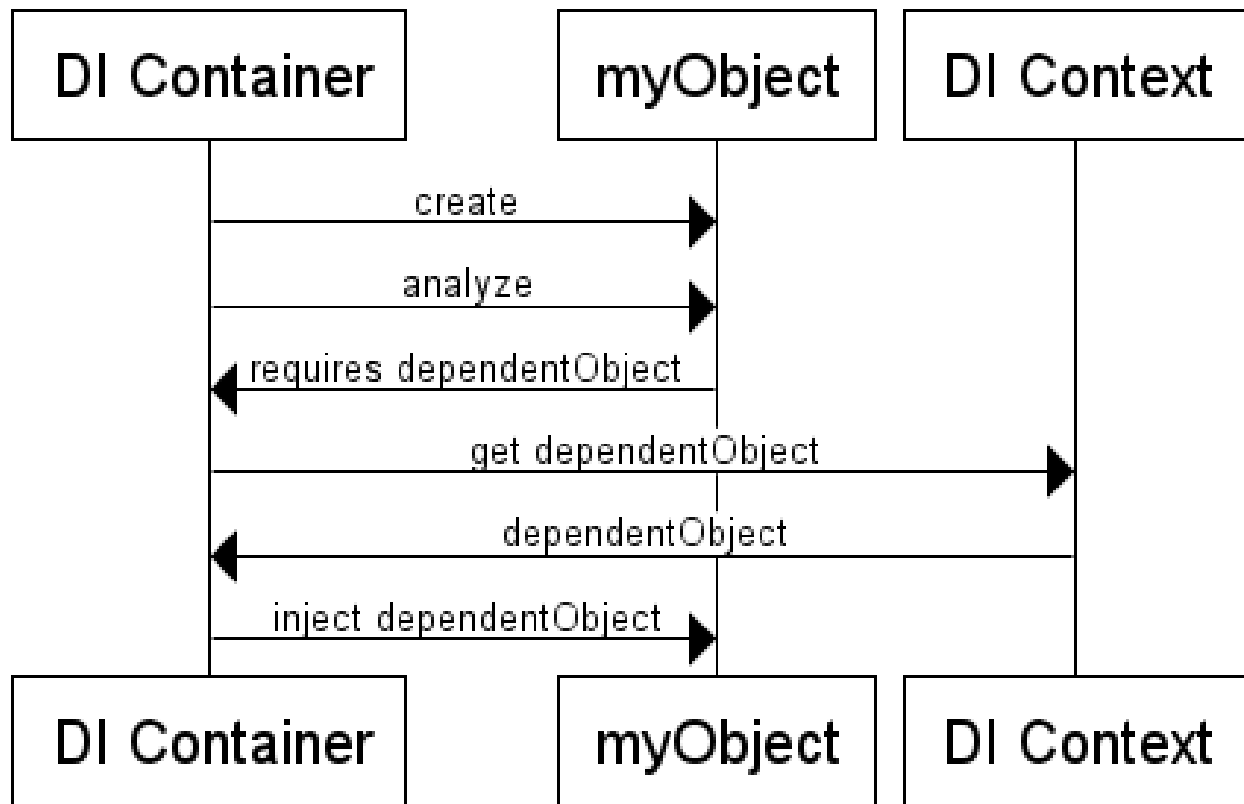 DI Container
myObject
DI Context
create
analyze
requires dependentObject
get dependentObject
dependentObject
inject dependentObject
DI Container
myObject
DI Context